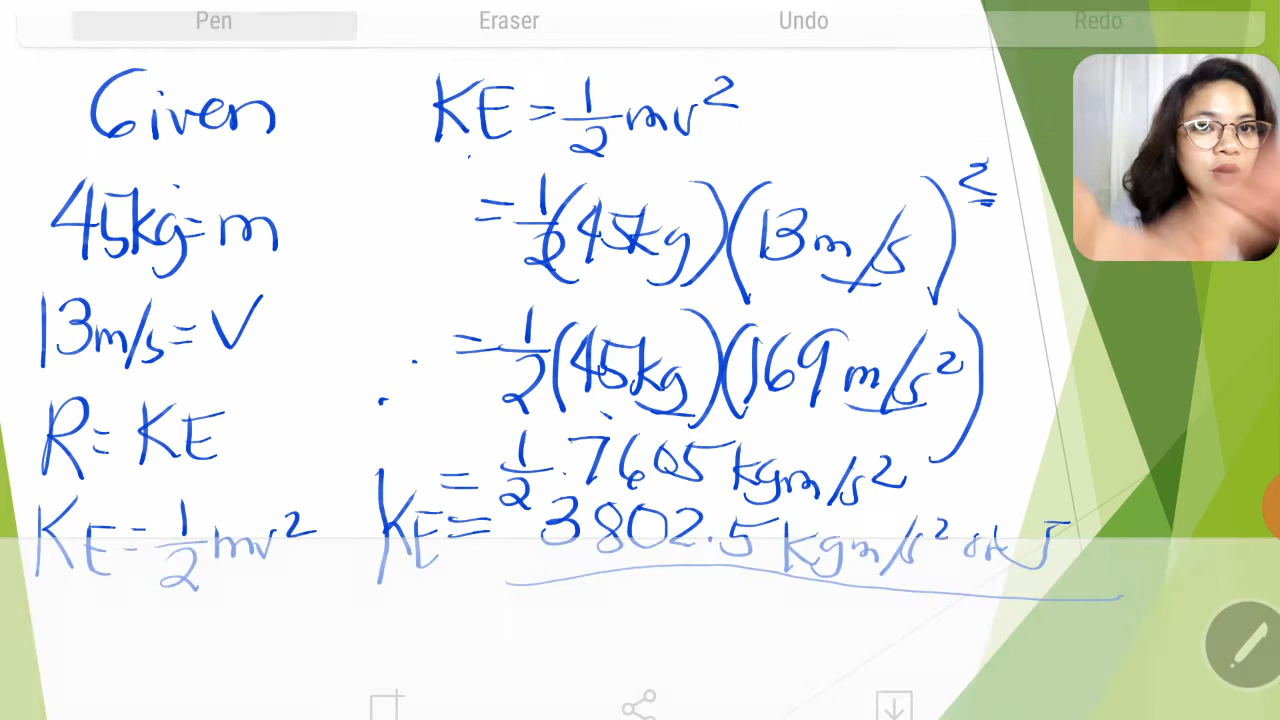 Pen Eraser Undo Redo
Given
45kg = m
13m/s = V
R = KE
KE = 1/2 mv²
KE = 1/2 mv²
= 1/2 (45kg)(13m/s)²
= 1/2 (45kg)(169 m/s²)
= 1/2 . 7605 kgm/s²
KE = 3802.5 kgm/s² or J